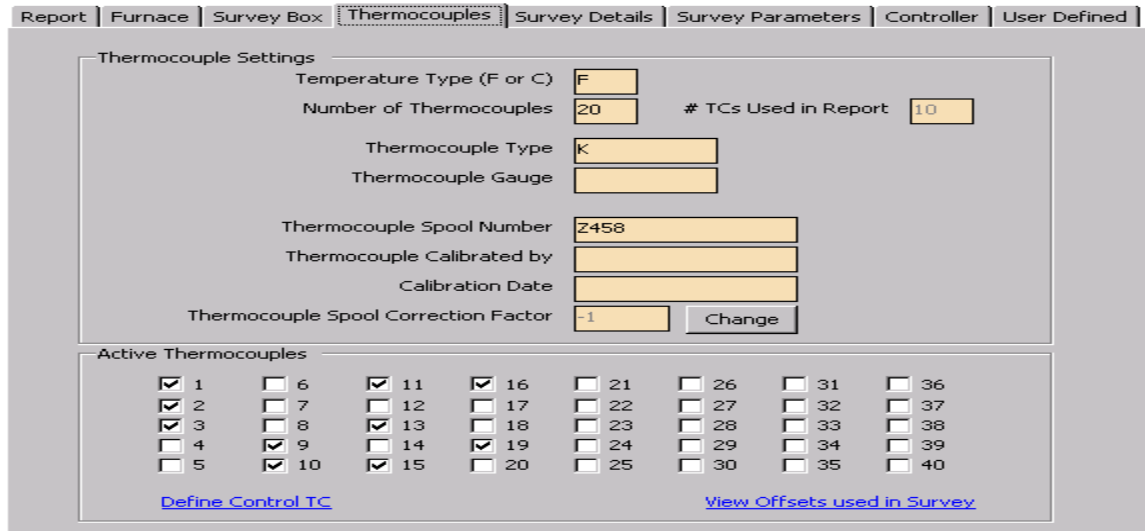 Report Furnace Survey Box Thermocouples Survey Details Survey Parameters Controller User Defined
Thermocouple Settings
Temperature Type (F or C) F
Number of Thermocouples 20 # TCs Used in Report 10
Thermocouple Type K
Thermocouple Gauge
Thermocouple Spool Number Z458
Thermocouple Calibrated by
Calibration Date
Thermocouple Spool Correction Factor -1 Change
Active Thermocouples
1 6 11 16 21 26 31 36
2 7 12 17 22 27 32 37
3 8 13 18 23 28 33 38
4 9 14 19 24 29 34 39
5 10 15 20 25 30 35 40
Define Control TC View Offsets used in Survey